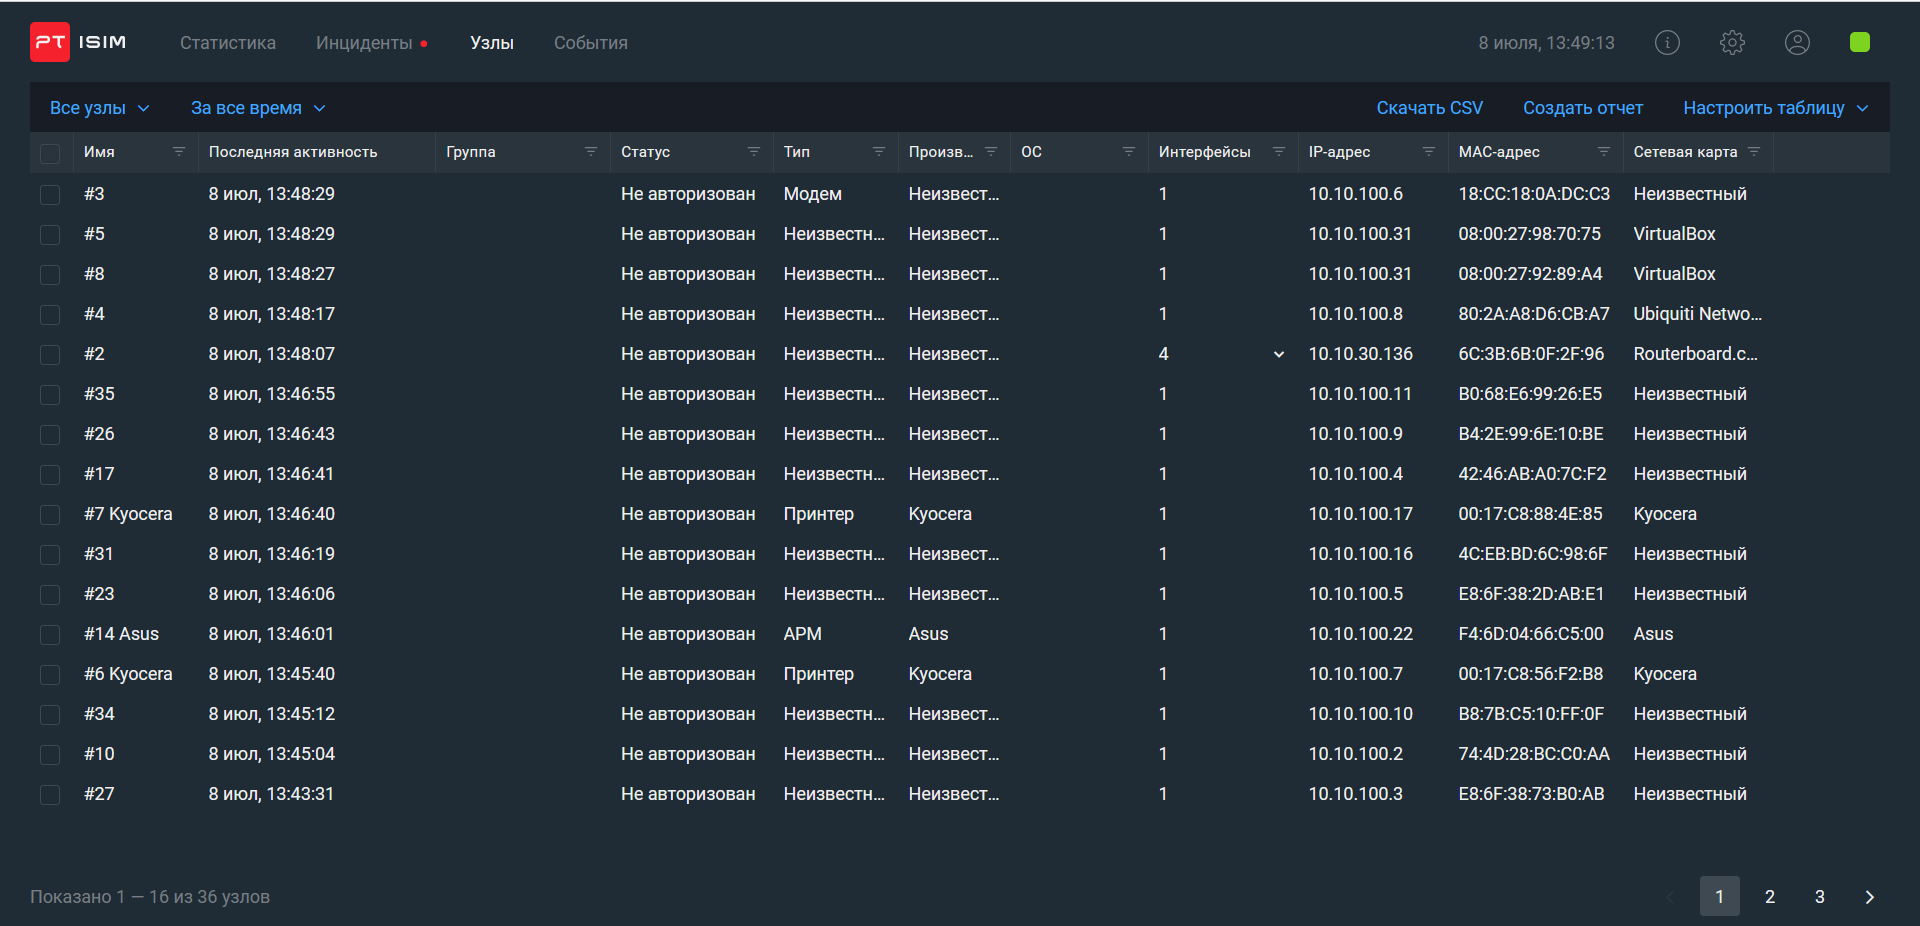 PT ISIM Статистика Инциденты Узлы События 8 июля, 13:49:13
Все узлы За все время Скачать CSV Создать отчет Настроить таблицу
Имя Последняя активность Группа Статус Тип Произв... ОС Интерфейсы IP-адрес MAC-адрес Сетевая карта
#3 8 июл, 13:48:29 Не авторизован Модем Неизвест... 1 10.10.100.6 18:CC:18:0A:DC:C3 Неизвестный
#5 8 июл, 13:48:29 Не авторизован Неизвестн... Неизвест... 1 10.10.100.31 08:00:27:98:70:75 VirtualBox
#8 8 июл, 13:48:27 Не авторизован Неизвестн... Неизвест... 1 10.10.100.31 08:00:27:92:89:A4 VirtualBox
#4 8 июл, 13:48:17 Не авторизован Неизвестн... Неизвест... 1 10.10.100.8 80:2A:A8:D6:CB:A7 Ubiquiti Netwo...
#2 8 июл, 13:48:07 Не авторизован Неизвестн... Неизвест... 4 10.10.30.136 6C:3B:6B:0F:2F:96 Routerboard.c...
#35 8 июл, 13:46:55 Не авторизован Неизвестн... Неизвест... 1 10.10.100.11 B0:68:E6:99:26:E5 Неизвестный
#26 8 июл, 13:46:43 Не авторизован Неизвестн... Неизвест... 1 10.10.100.9 B4:2E:99:6E:10:BE Неизвестный
#17 8 июл, 13:46:41 Не авторизован Неизвестн... Неизвест... 1 10.10.100.4 42:46:AB:A0:7C:F2 Неизвестный
#7 Kyocera 8 июл, 13:46:40 Не авторизован Принтер Kyocera 1 10.10.100.17 00:17:C8:88:4E:85 Kyocera
#31 8 июл, 13:46:19 Не авторизован Неизвестн... Неизвест... 1 10.10.100.16 4C:EB:BD:6C:98:6F Неизвестный
#23 8 июл, 13:46:06 Не авторизован Неизвестн... Неизвест... 1 10.10.100.5 E8:6F:38:2D:AB:E1 Неизвестный
#14 Asus 8 июл, 13:46:01 Не авторизован АРМ Asus 1 10.10.100.22 F4:6D:04:66:C5:00 Asus
#6 Kyocera 8 июл, 13:45:40 Не авторизован Принтер Kyocera 1 10.10.100.7 00:17:C8:56:F2:B8 Kyocera
#34 8 июл, 13:45:12 Не авторизован Неизвестн... Неизвест... 1 10.10.100.10 B8:7B:C5:10:FF:0F Неизвестный
#10 8 июл, 13:45:04 Не авторизован Неизвестн... Неизвест... 1 10.10.100.2 74:4D:28:BC:C0:AA Неизвестный
#27 8 июл, 13:43:31 Не авторизован Неизвестн... Неизвест... 1 10.10.100.3 E8:6F:38:73:B0:AB Неизвестный
Показано 1 — 16 из 36 узлов 1 2 3